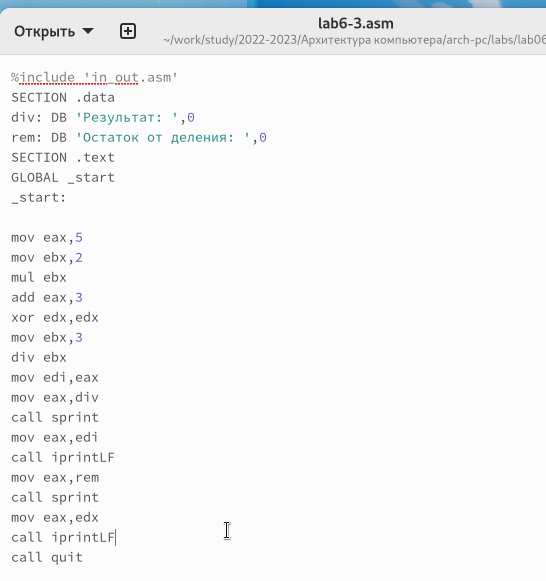 Открыть
lab6-3.asm
~/work/study/2022-2023/Архитектура компьютера/arch-pc/labs/lab06
%include 'in_out.asm'
SECTION .data
div: DB 'Результат: ',0
rem: DB 'Остаток от деления: ',0
SECTION .text
GLOBAL _start
_start:
mov eax,5
mov ebx,2
mul ebx
add eax,3
xor edx,edx
mov ebx,3
div ebx
mov edi,eax
mov eax,div
call sprint
mov eax,edi
call iprintLF
mov eax,rem
call sprint
mov eax,edx
call iprintLF
call quit